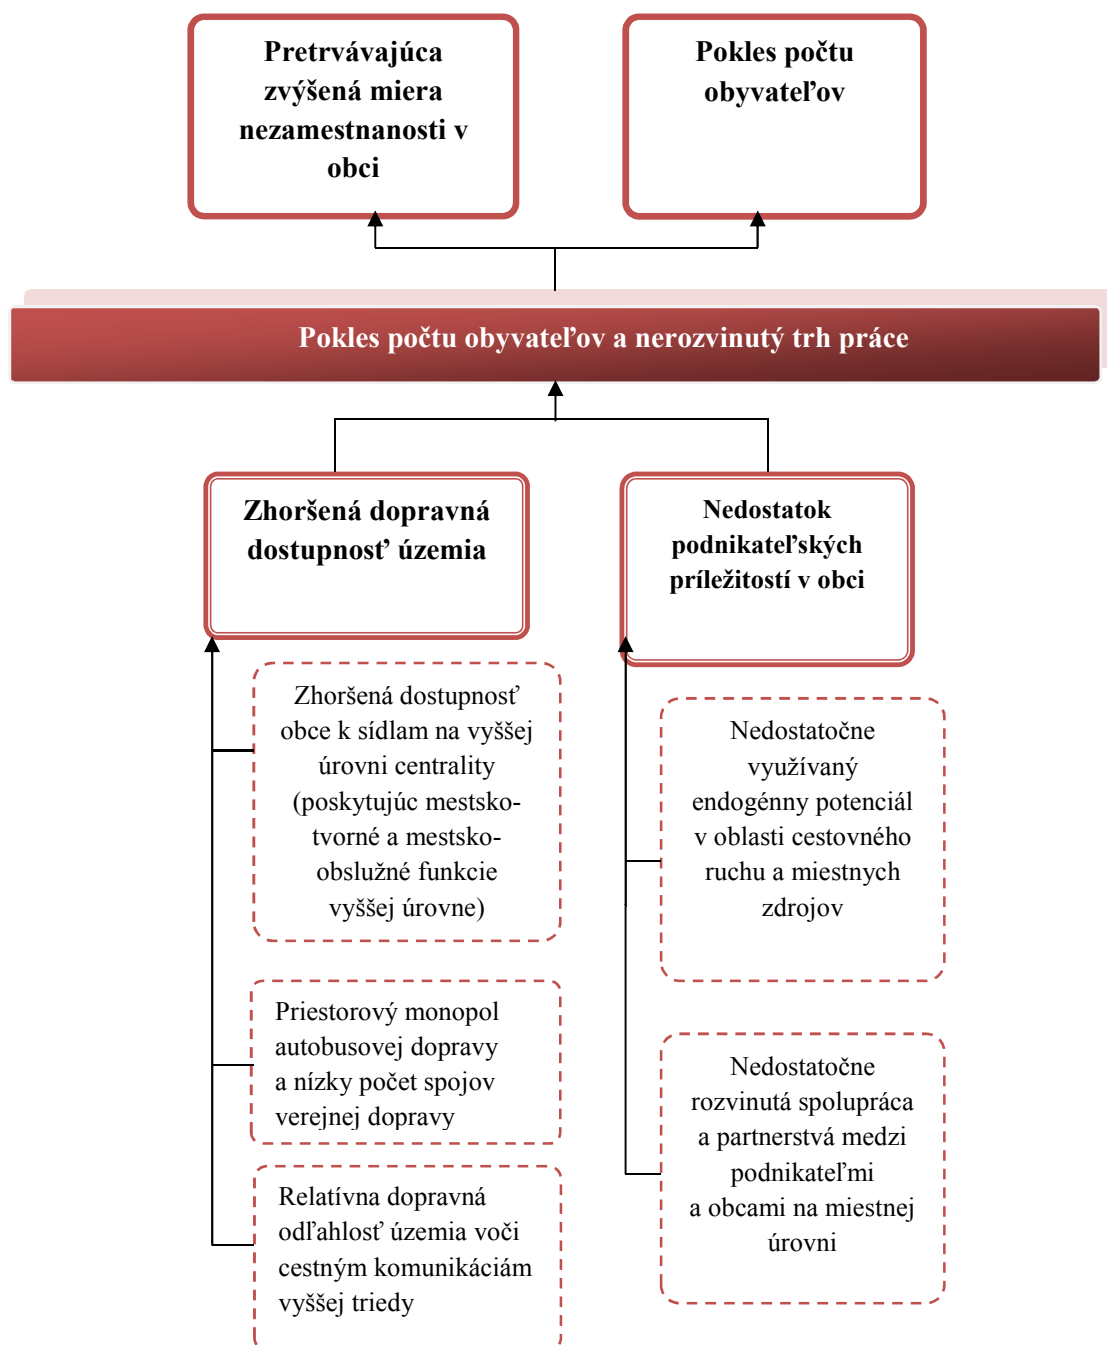 Pretrvávajúca
zvýšená miera
nezamestnanosti v
obci
Pokles počtu
obyvateľov
Pokles počtu obyvateľov a nerozvinutý trh práce
Zhoršená dopravná
dostupnosť územia
Nedostatok
podnikateľských
príležitostí v obci
Zhoršená dostupnosť
obce k sídlam na vyššej
úrovni centrality
(poskytujúc mestsko-
tvorné a mestsko-
obslužné funkcie
vyššej úrovne)
Priestorový monopol
autobusovej dopravy
a nízky počet spojov
verejnej dopravy
Relatívna dopravná
odľahlosť územia voči
cestným komunikáciám
vyššej triedy
Nedostatočne
využívaný
endogénny potenciál
v oblasti cestovného
ruchu a miestnych
zdrojov
Nedostatočne
rozvinutá spolupráca
a partnerstvá medzi
podnikateľmi
a obcami na miestnej
úrovni